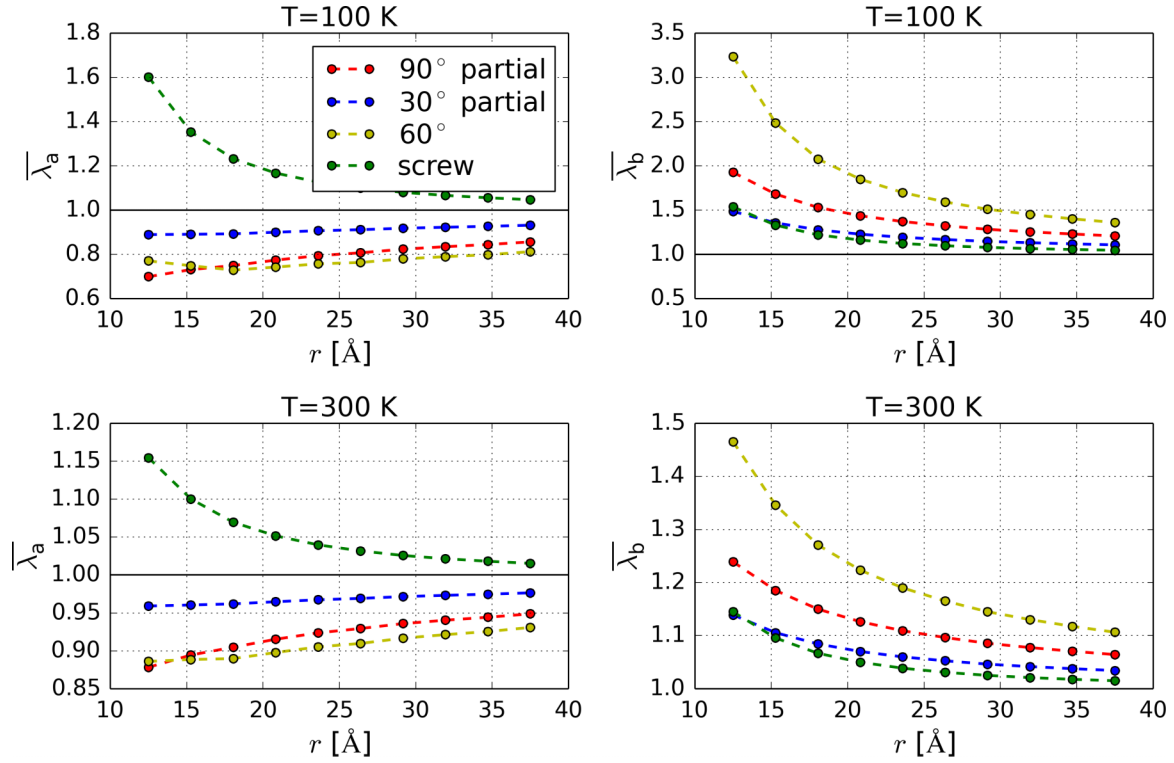 T=100 K
1.8
1.6
1.4
1.2
1.0
0.8
0.6
10 15 20 25 30 35 40
λ̅a
r [Å]
90° partial
30° partial
60°
screw
T=100 K
3.5
3.0
2.5
2.0
1.5
1.0
0.5
10 15 20 25 30 35 40
λ̅b
r [Å]
T=300 K
1.20
1.15
1.10
1.05
1.00
0.95
0.90
0.85
10 15 20 25 30 35 40
λ̅a
r [Å]
T=300 K
1.5
1.4
1.3
1.2
1.1
1.0
10 15 20 25 30 35 40
λ̅b
r [Å]